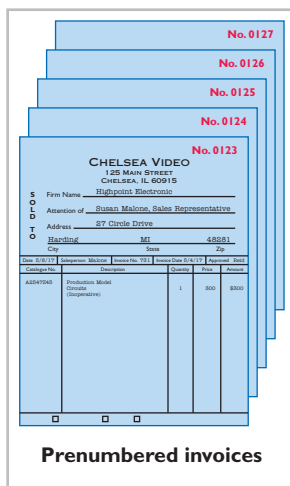 No. 0127
No. 0126
No. 0125
No. 0124
No. 0123
CHELSEA VIDEO
125 MAIN STREET
CHELSEA, IL 60915
SOLD TO
Firm Name Highpoint Electronic
Attention of Susan Malone, Sales Representative
Address 27 Circle Drive
Harding MI 48281
City State Zip
Date 5/8/17 Salesperson Malone Invoice No. 731 Invoice Date 5/4/17 Approved Reid
Catalogue No. Description Quantity Price Amount
A2547Z45 Production Model 1 300 $300
Circuits
(Inoperative)
Prenumbered invoices